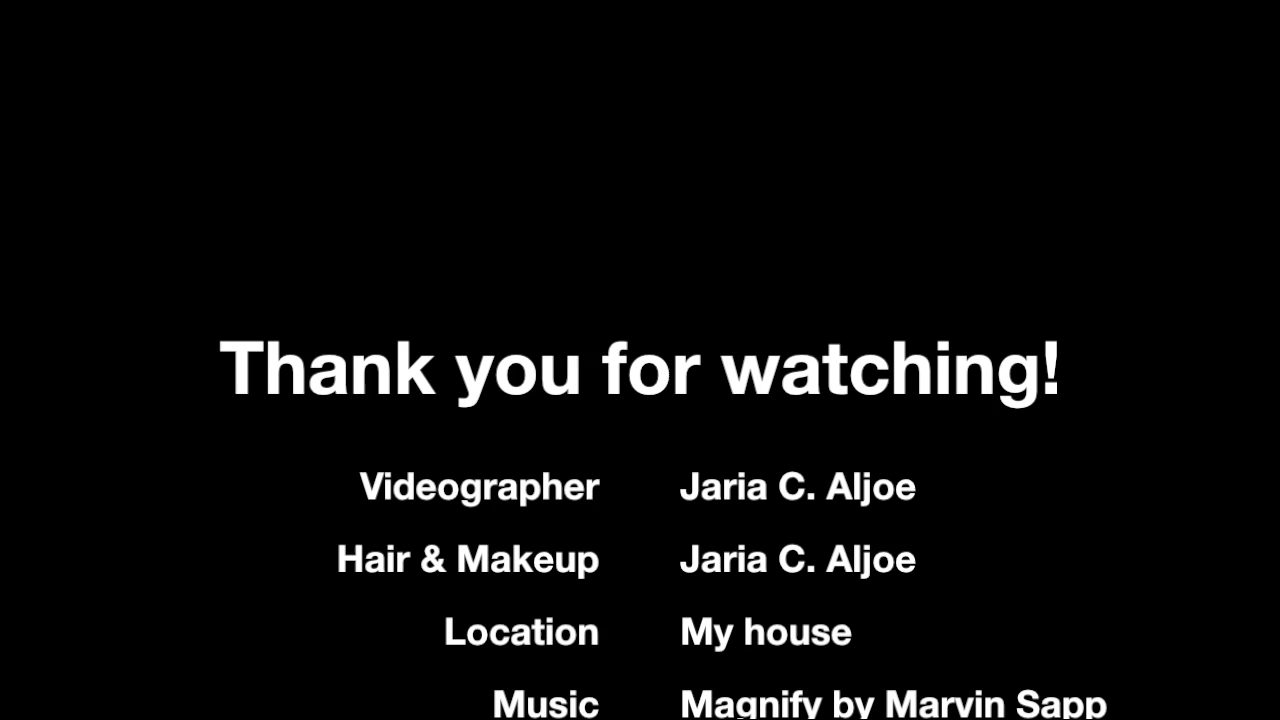 Thank you for watching!
Videographer Jaria C. Aljoe
Hair & Makeup Jaria C. Aljoe
Location My house
Music Magnify by Marvin Sapp